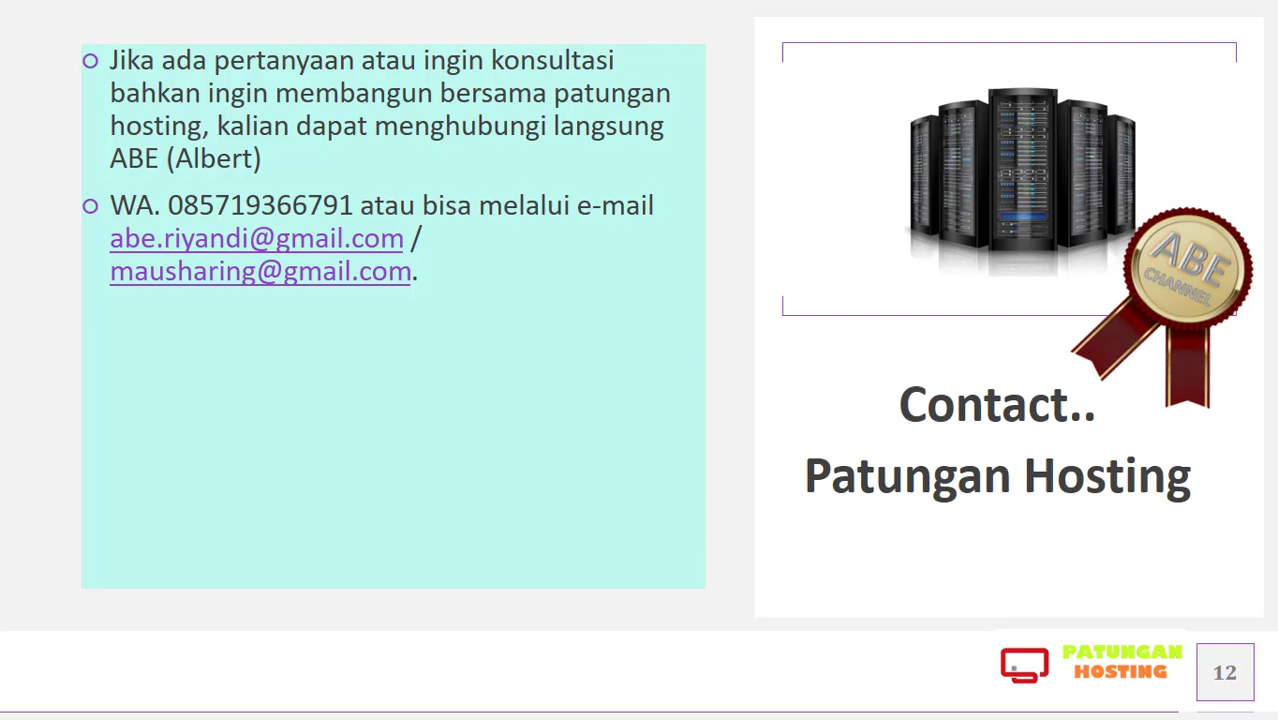 Jika ada pertanyaan atau ingin konsultasi
bahkan ingin membangun bersama patungan
hosting, kalian dapat menghubungi langsung
ABE (Albert)
WA. 085719366791 atau bisa melalui e-mail
abe.riyandi@gmail.com /
mausharing@gmail.com.
ABE
CHANNEL
Contact..
Patungan Hosting
PATUNGAN
HOSTING
12